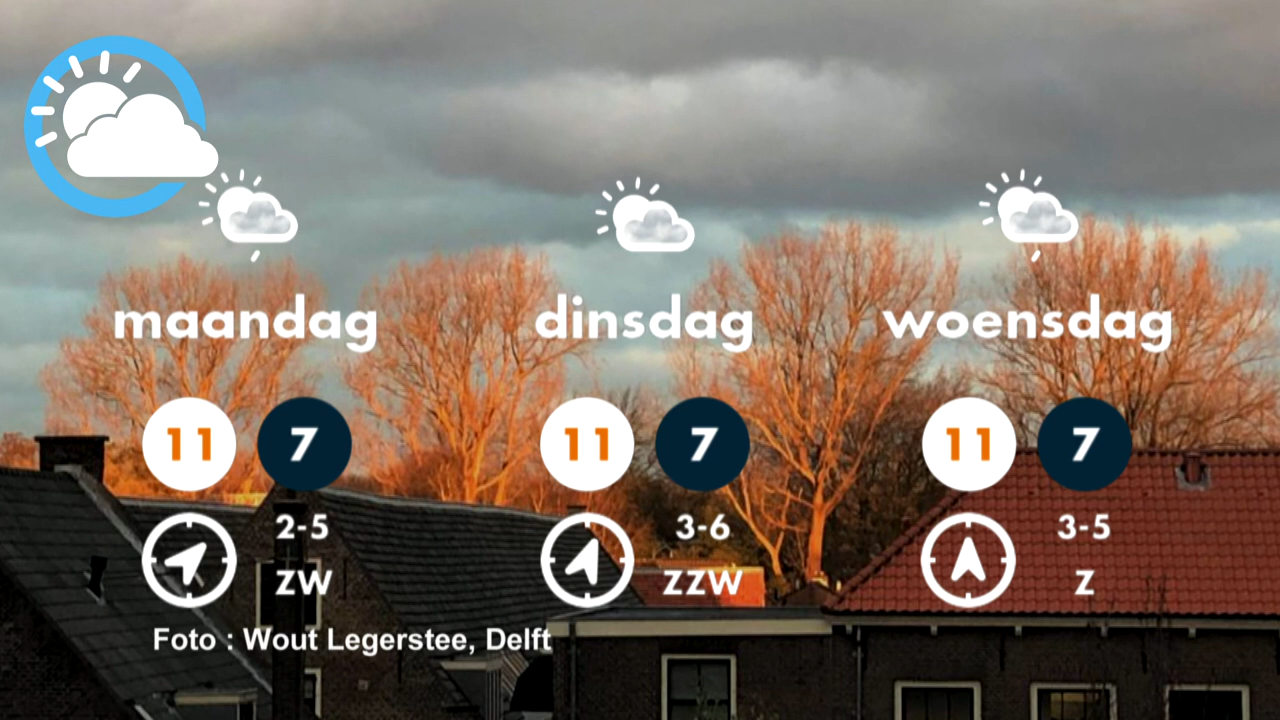 maandag dinsdag woensdag
11 7 11 7 11 7
2-5 3-6 3-5
ZW ZZW Z
Foto : Wout Legerstee, Delft